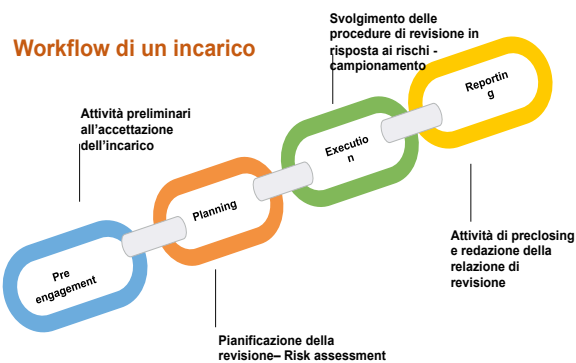 Workflow di un incarico
Svolgimento delle
procedure di revisione in
risposta ai rischi -
campionamento
Attività preliminari
all'accettazione
dell'incarico
Pre
engagement
Planning
Executio
n
Reportin
g
Attività di preclosing
e redazione della
relazione di
revisione
Pianificazione della
revisione– Risk assessment